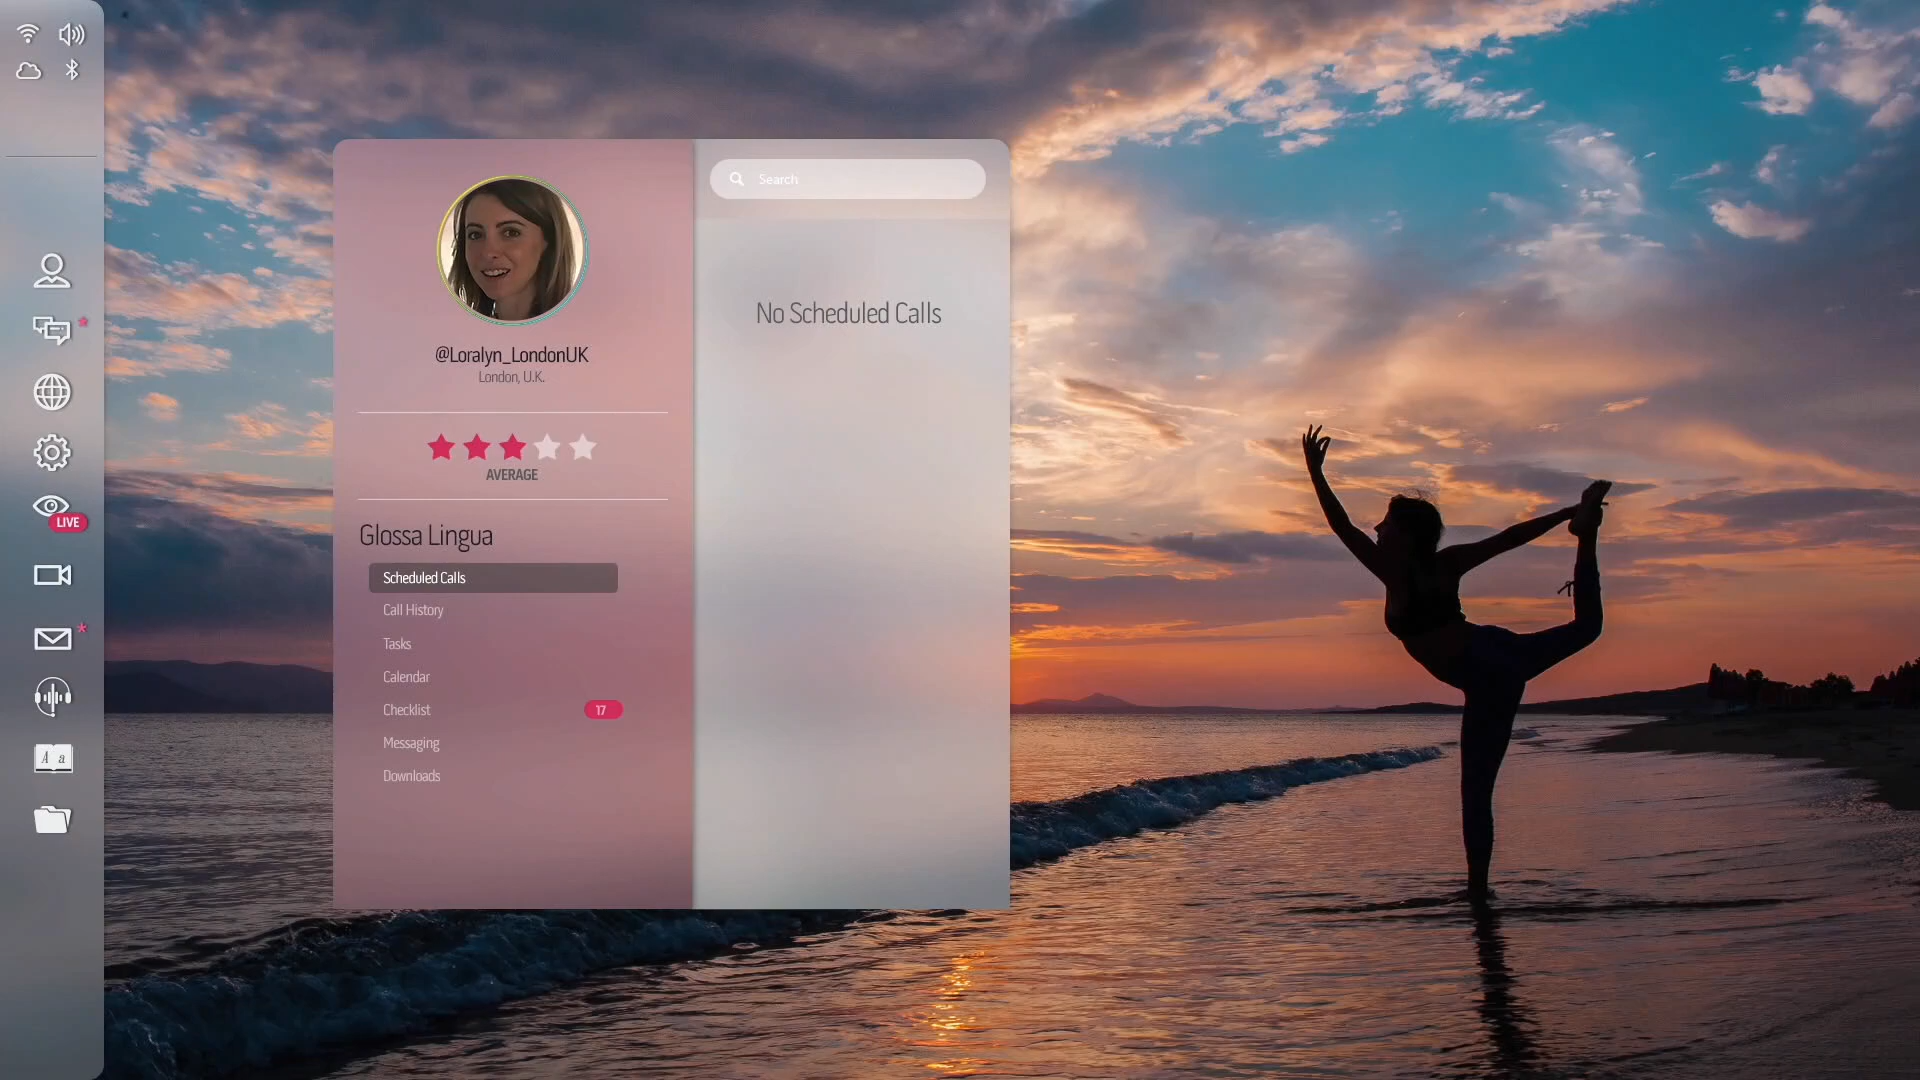 LIVE
A a
@Loralyn_LondonUK
London, U.K.
AVERAGE
Glossa Lingua
Scheduled Calls
Call History
Tasks
Calendar
Checklist 17
Messaging
Downloads
Search
No Scheduled Calls